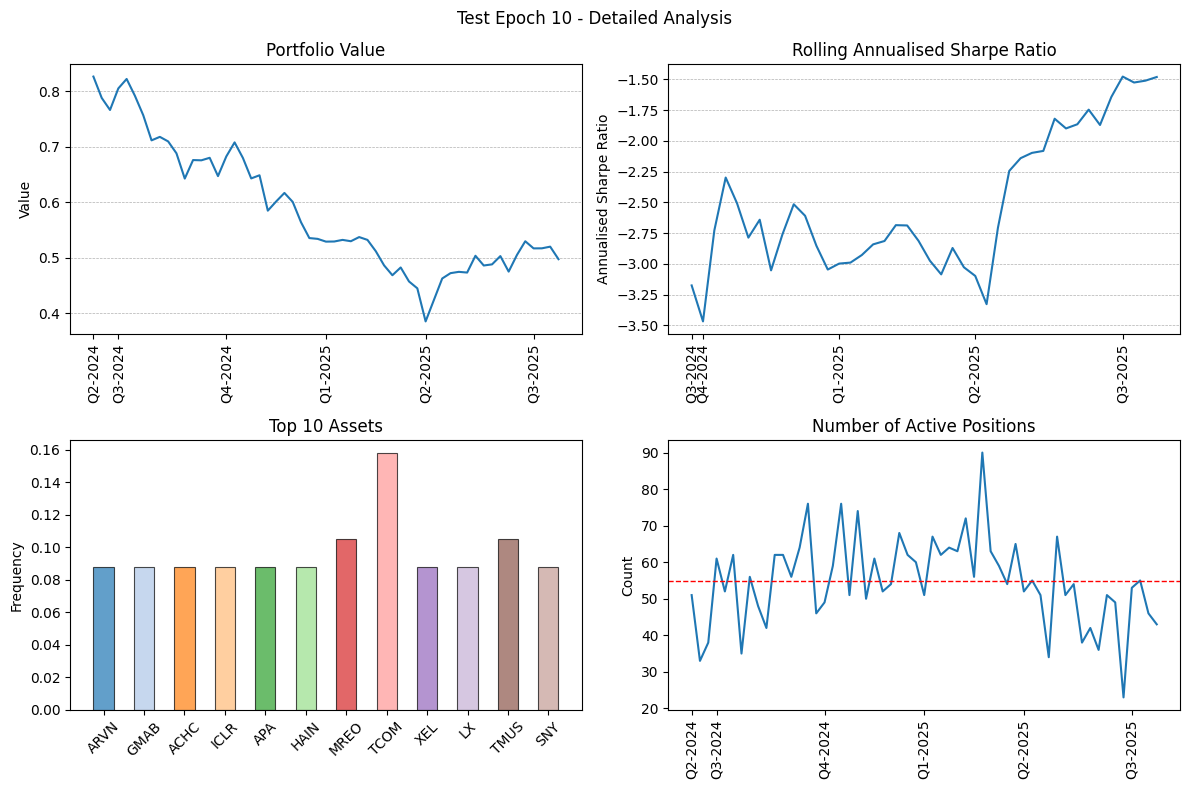 Test Epoch 10 - Detailed Analysis
Portfolio Value
Value
0.8
0.7
0.6
0.5
0.4
Q2-2024
Q3-2024
Q4-2024
Q1-2025
Q2-2025
Q3-2025
Rolling Annualised Sharpe Ratio
Annualised Sharpe Ratio
−1.50
−1.75
−2.00
−2.25
−2.50
−2.75
−3.00
−3.25
−3.50
Q3-2024
Q4-2024
Q1-2025
Q2-2025
Q3-2025
Top 10 Assets
Frequency
0.16
0.14
0.12
0.10
0.08
0.06
0.04
0.02
0.00
ARVN
GMAB
ACHC
ICLR
APA
HAIN
MREO
TCOM
XEL
LX
TMUS
SNY
Number of Active Positions
Count
90
80
70
60
50
40
30
20
Q2-2024
Q3-2024
Q4-2024
Q1-2025
Q2-2025
Q3-2025